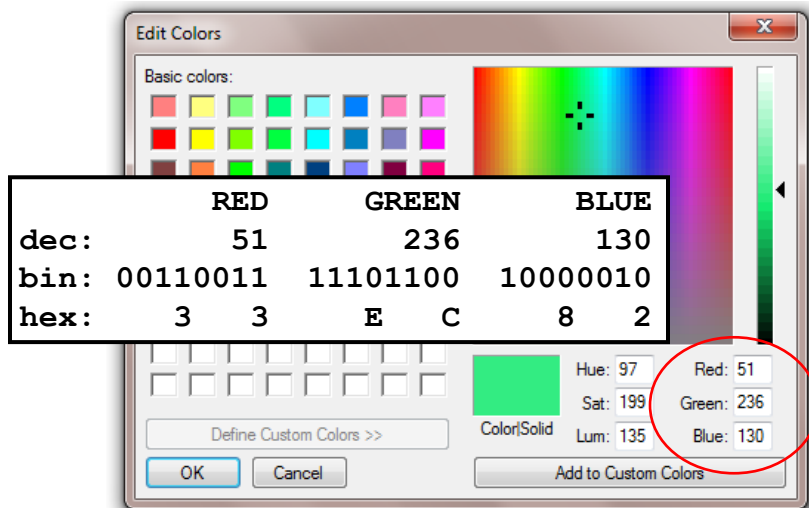 Edit Colors
x
Basic colors:
RED GREEN BLUE
dec: 51 236 130
bin: 00110011 11101100 10000010
hex: 3 3 E C 8 2
Hue: 97 Red: 51
Sat: 199 Green: 236
Color|Solid Lum: 135 Blue: 130
Define Custom Colors >>
OK Cancel Add to Custom Colors